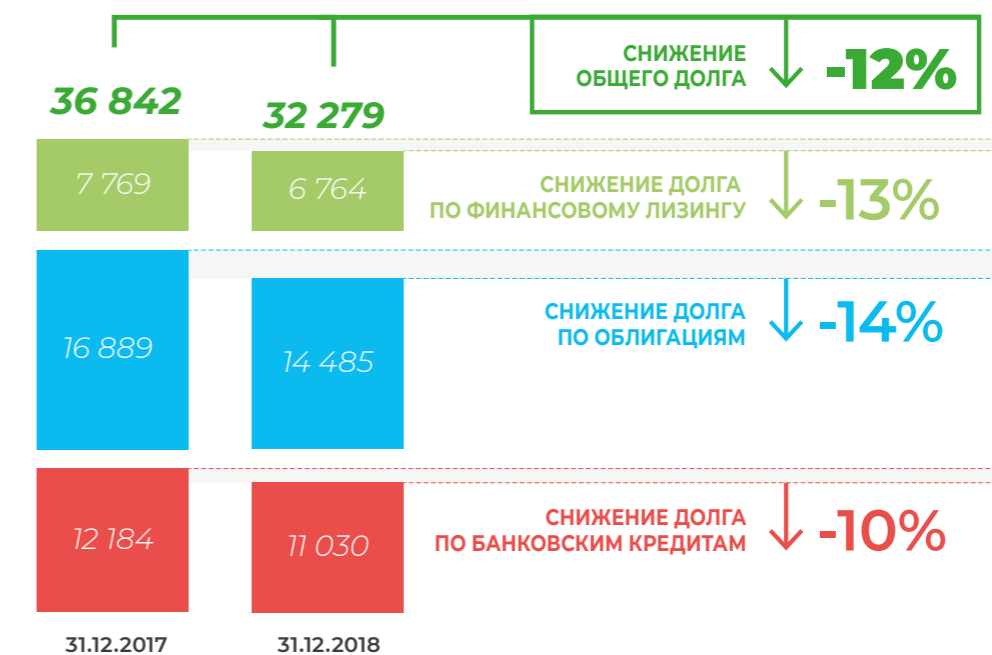 СНИЖЕНИЕ
ОБЩЕГО ДОЛГА
-12%
36 842
32 279
7 769
6 764
СНИЖЕНИЕ ДОЛГА
ПО ФИНАНСОВОМУ ЛИЗИНГУ
-13%
16 889
14 485
СНИЖЕНИЕ ДОЛГА
ПО ОБЛИГАЦИЯМ
-14%
12 184
11 030
СНИЖЕНИЕ ДОЛГА
ПО БАНКОВСКИМ КРЕДИТАМ
-10%
31.12.2017
31.12.2018